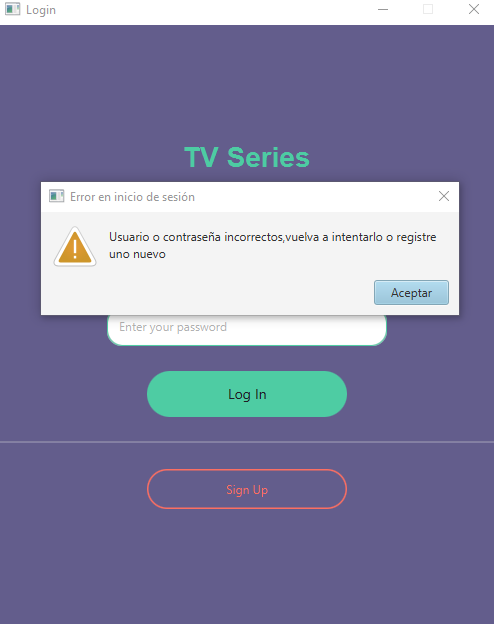 Login
TV Series
Error en inicio de sesión
Usuario o contraseña incorrectos,vuelva a intentarlo o registre
uno nuevo
Aceptar
Enter your password
Log In
Sign Up